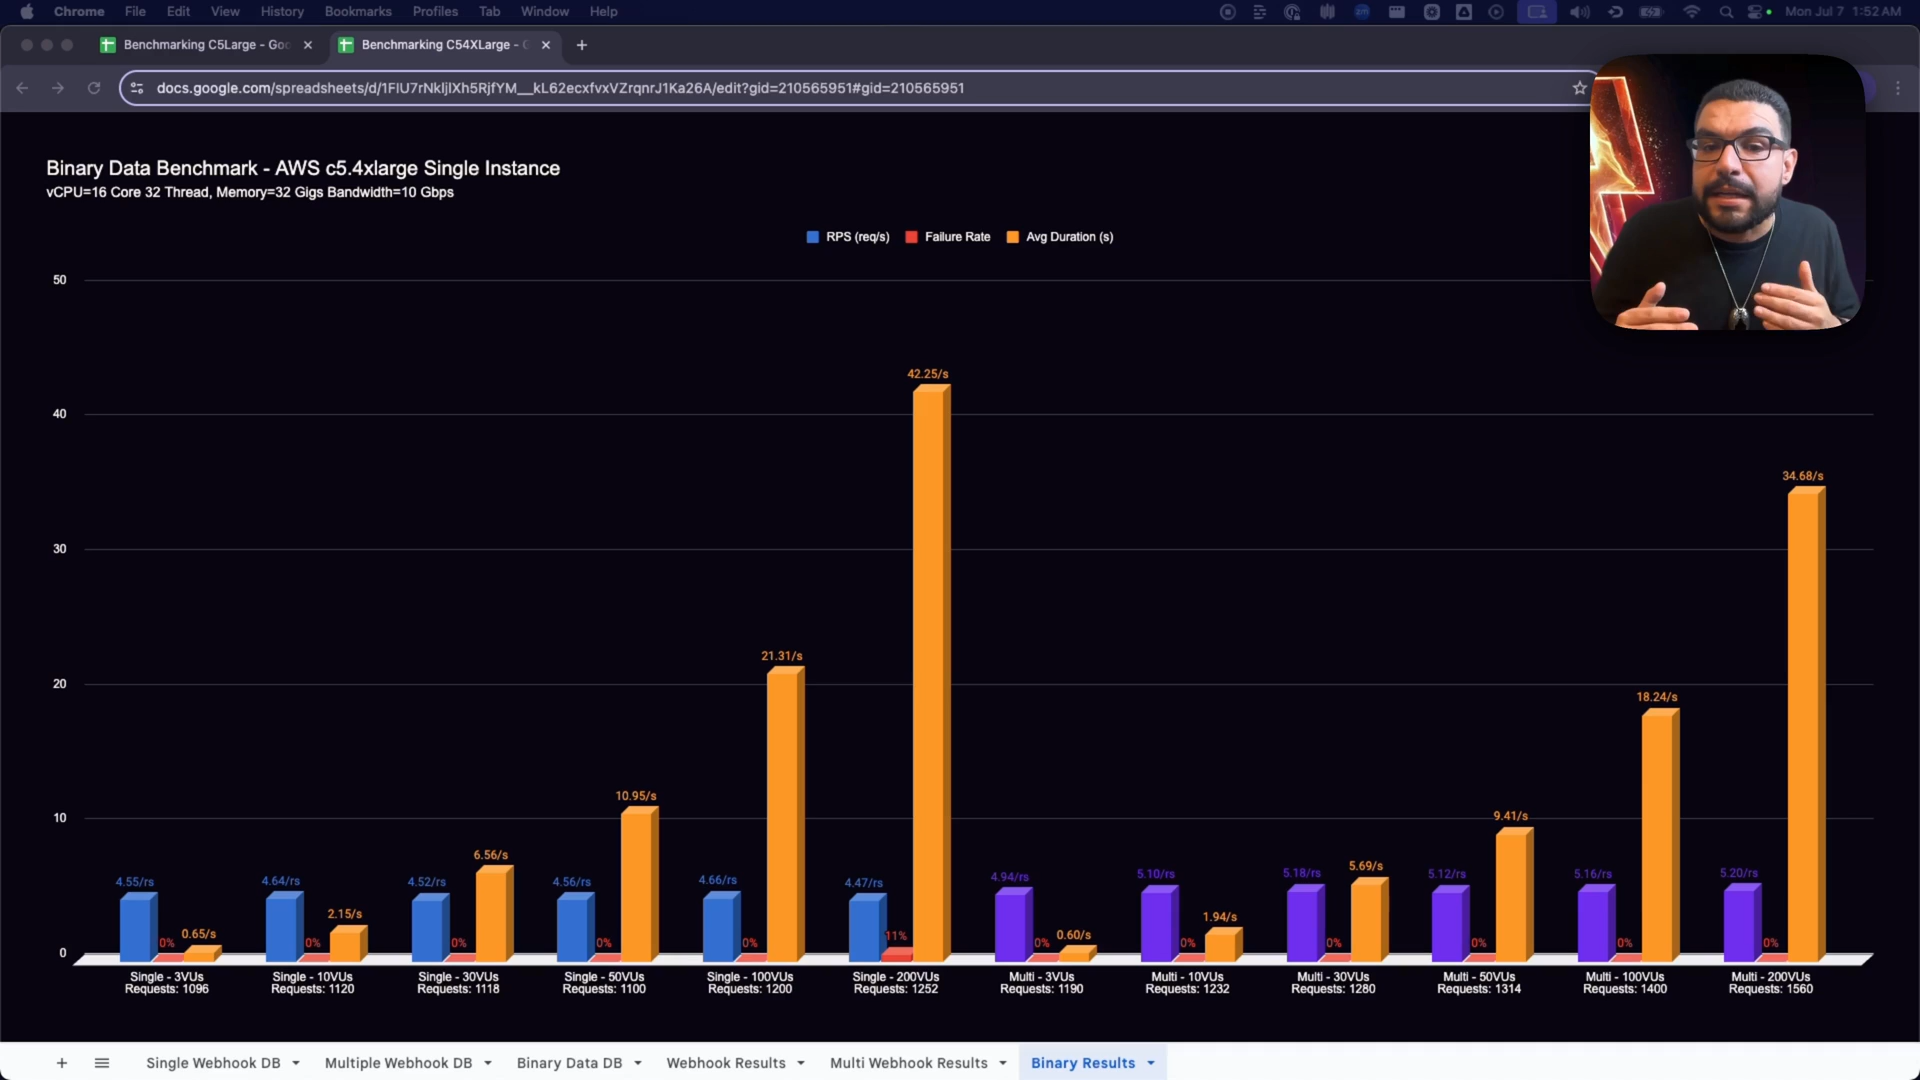 Chrome File Edit View History Bookmarks Profiles Tab Window Help
Mon Jul 7 1:52 AM
Benchmarking C5Large - Goo
Benchmarking C54XLarge - G
docs.google.com/spreadsheets/d/1FIU7rNkljlXh5RjfYM__kL62ecxfvxVZrqnrJ1Ka26A/edit?gid=210565951#gid=210565951
Binary Data Benchmark - AWS c5.4xlarge Single Instance
vCPU=16 Core 32 Thread, Memory=32 Gigs Bandwidth=10 Gbps
RPS (req/s) Failure Rate Avg Duration (s)
50
40
30
20
10
0
4.55/rs 0% 0.65/s
4.64/rs 0% 2.15/s
4.52/rs 0% 6.56/s
4.56/rs 0% 10.95/s
4.66/rs 0% 21.31/s
4.47/rs 11% 42.25/s
4.94/rs 0% 0.60/s
5.10/rs 0% 1.94/s
5.18/rs 0% 5.69/s
5.12/rs 0% 9.41/s
5.16/rs 0% 18.24/s
5.20/rs 0% 34.68/s
Single - 3VUs
Requests: 1096
Single - 10VUs
Requests: 1120
Single - 30VUs
Requests: 1118
Single - 50VUs
Requests: 1100
Single - 100VUs
Requests: 1200
Single - 200VUs
Requests: 1252
Multi - 3VUs
Requests: 1190
Multi - 10VUs
Requests: 1232
Multi - 30VUs
Requests: 1280
Multi - 50VUs
Requests: 1314
Multi - 100VUs
Requests: 1400
Multi - 200VUs
Requests: 1560
Single Webhook DB Multiple Webhook DB Binary Data DB Webhook Results Multi Webhook Results Binary Results